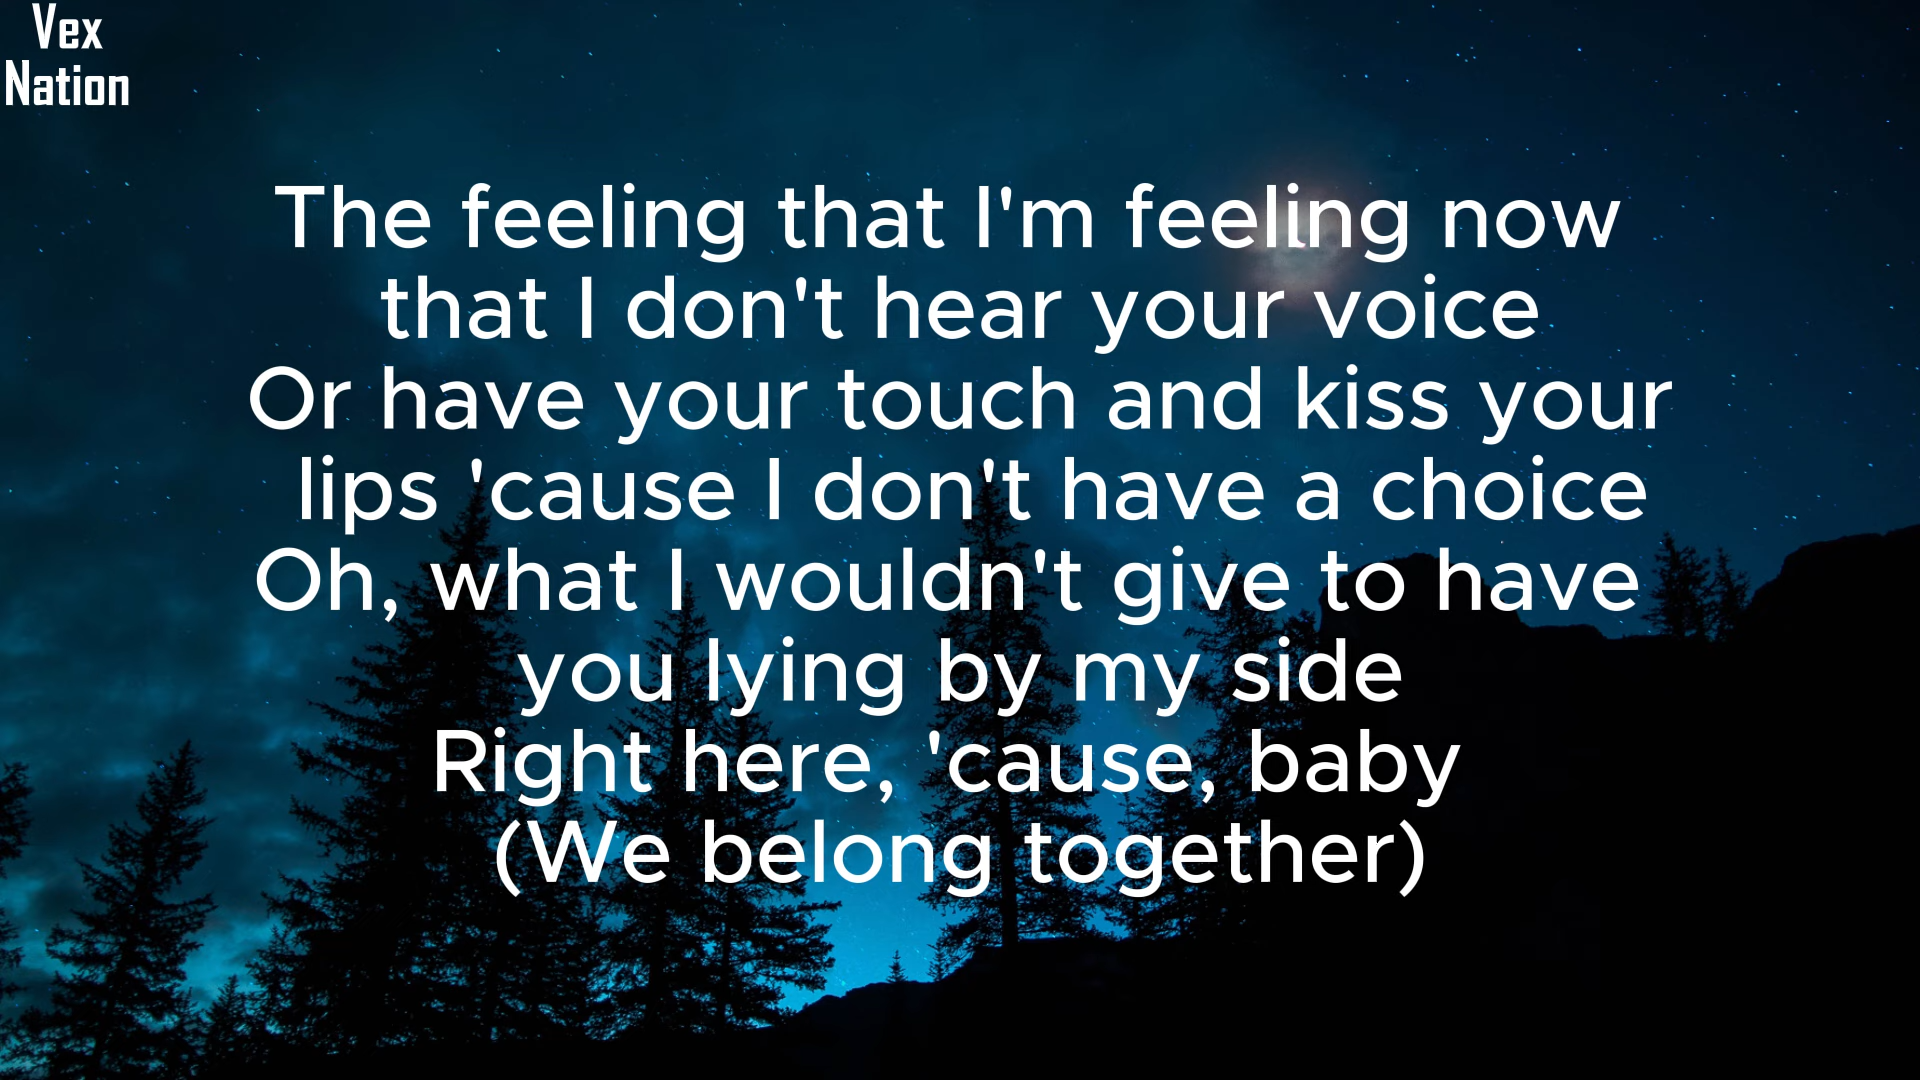 Vex
Nation
The feeling that I'm feeling now
that I don't hear your voice
Or have your touch and kiss your
lips 'cause I don't have a choice
Oh, what I wouldn't give to have
you lying by my side
Right here, 'cause, baby
(We belong together)